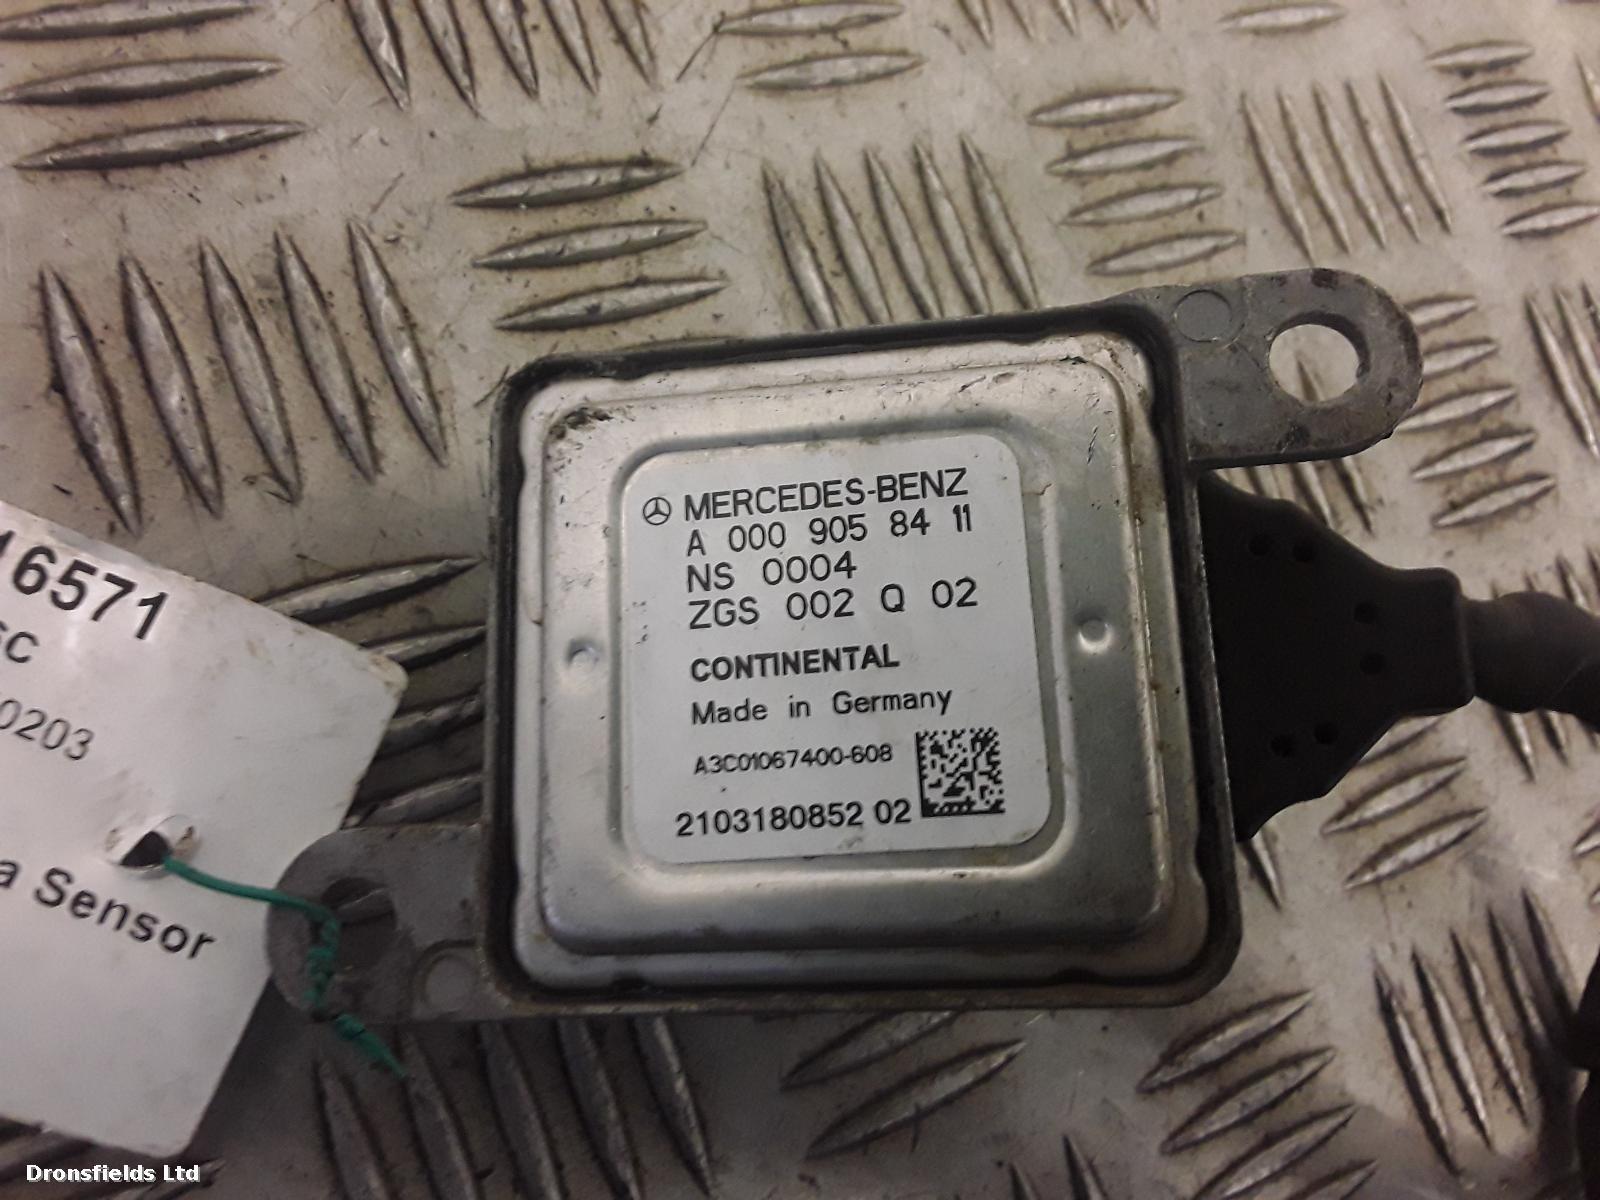 MERCEDES-BENZ
A 000 905 84 11
NS 0004
ZGS 002 Q 02
CONTINENTAL
Made in Germany
A3C01067400-608
2103180852 02
16571
0203
Sensor
Dronsfields Ltd